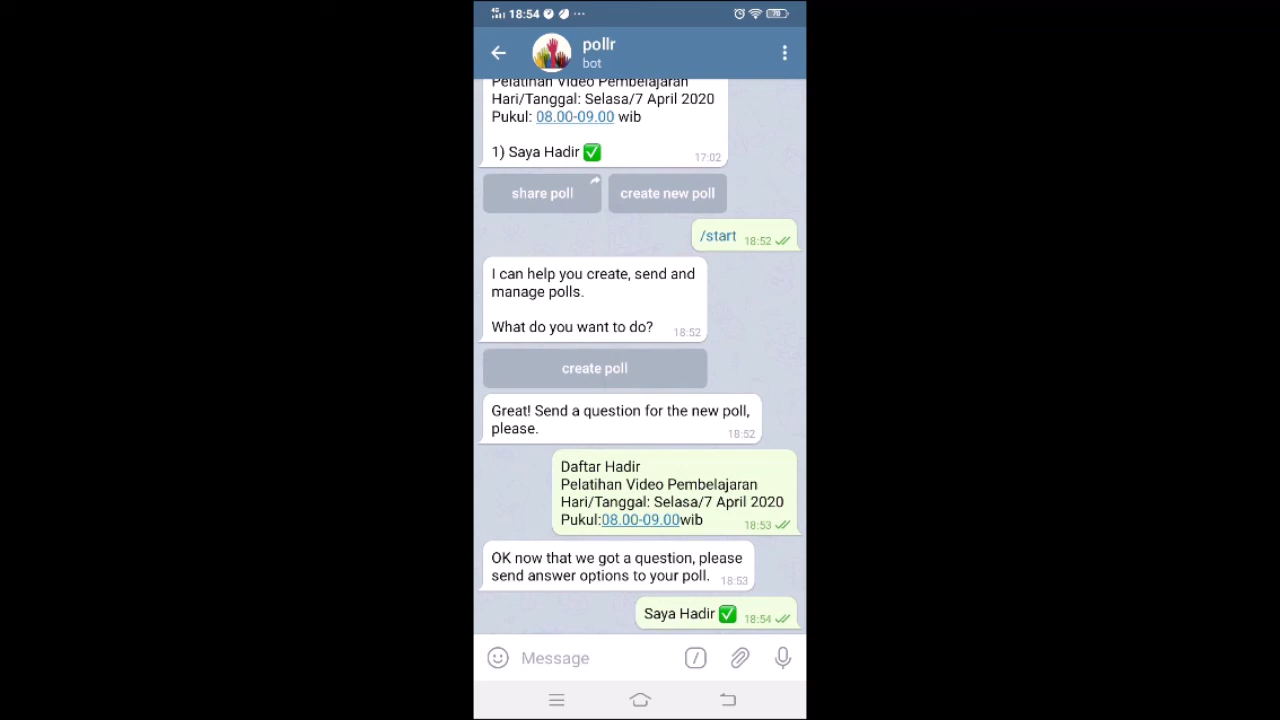 18:54
70
pollr
bot
Pelatihan Video Pembelajaran
Hari/Tanggal: Selasa/7 April 2020
Pukul: 08.00-09.00 wib
1) Saya Hadir ✅
17:02
share poll
create new poll
/start
18:52
I can help you create, send and
manage polls.
What do you want to do?
18:52
create poll
Great! Send a question for the new poll,
please.
18:52
Daftar Hadir
Pelatihan Video Pembelajaran
Hari/Tanggal: Selasa/7 April 2020
Pukul:08.00-09.00wib
18:53
OK now that we got a question, please
send answer options to your poll.
18:53
Saya Hadir ✅
18:54
Message